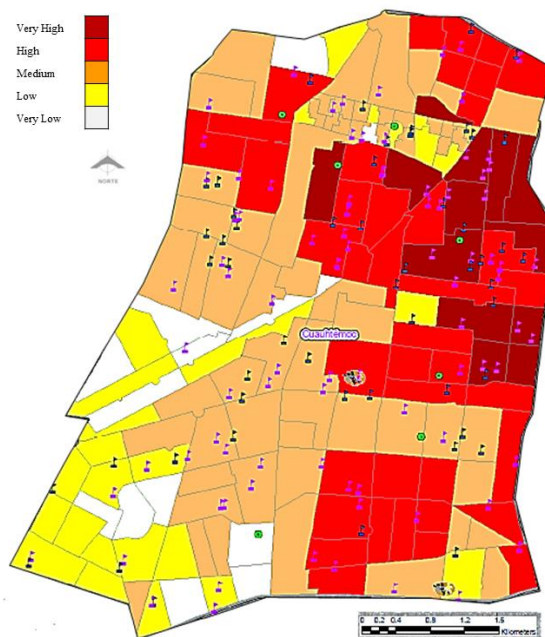 Very High
High
Medium
Low
Very Low
NORTE
Cuauhtemoc
0 0.2 0.4 0.8 1.2 1.6
Kilometers